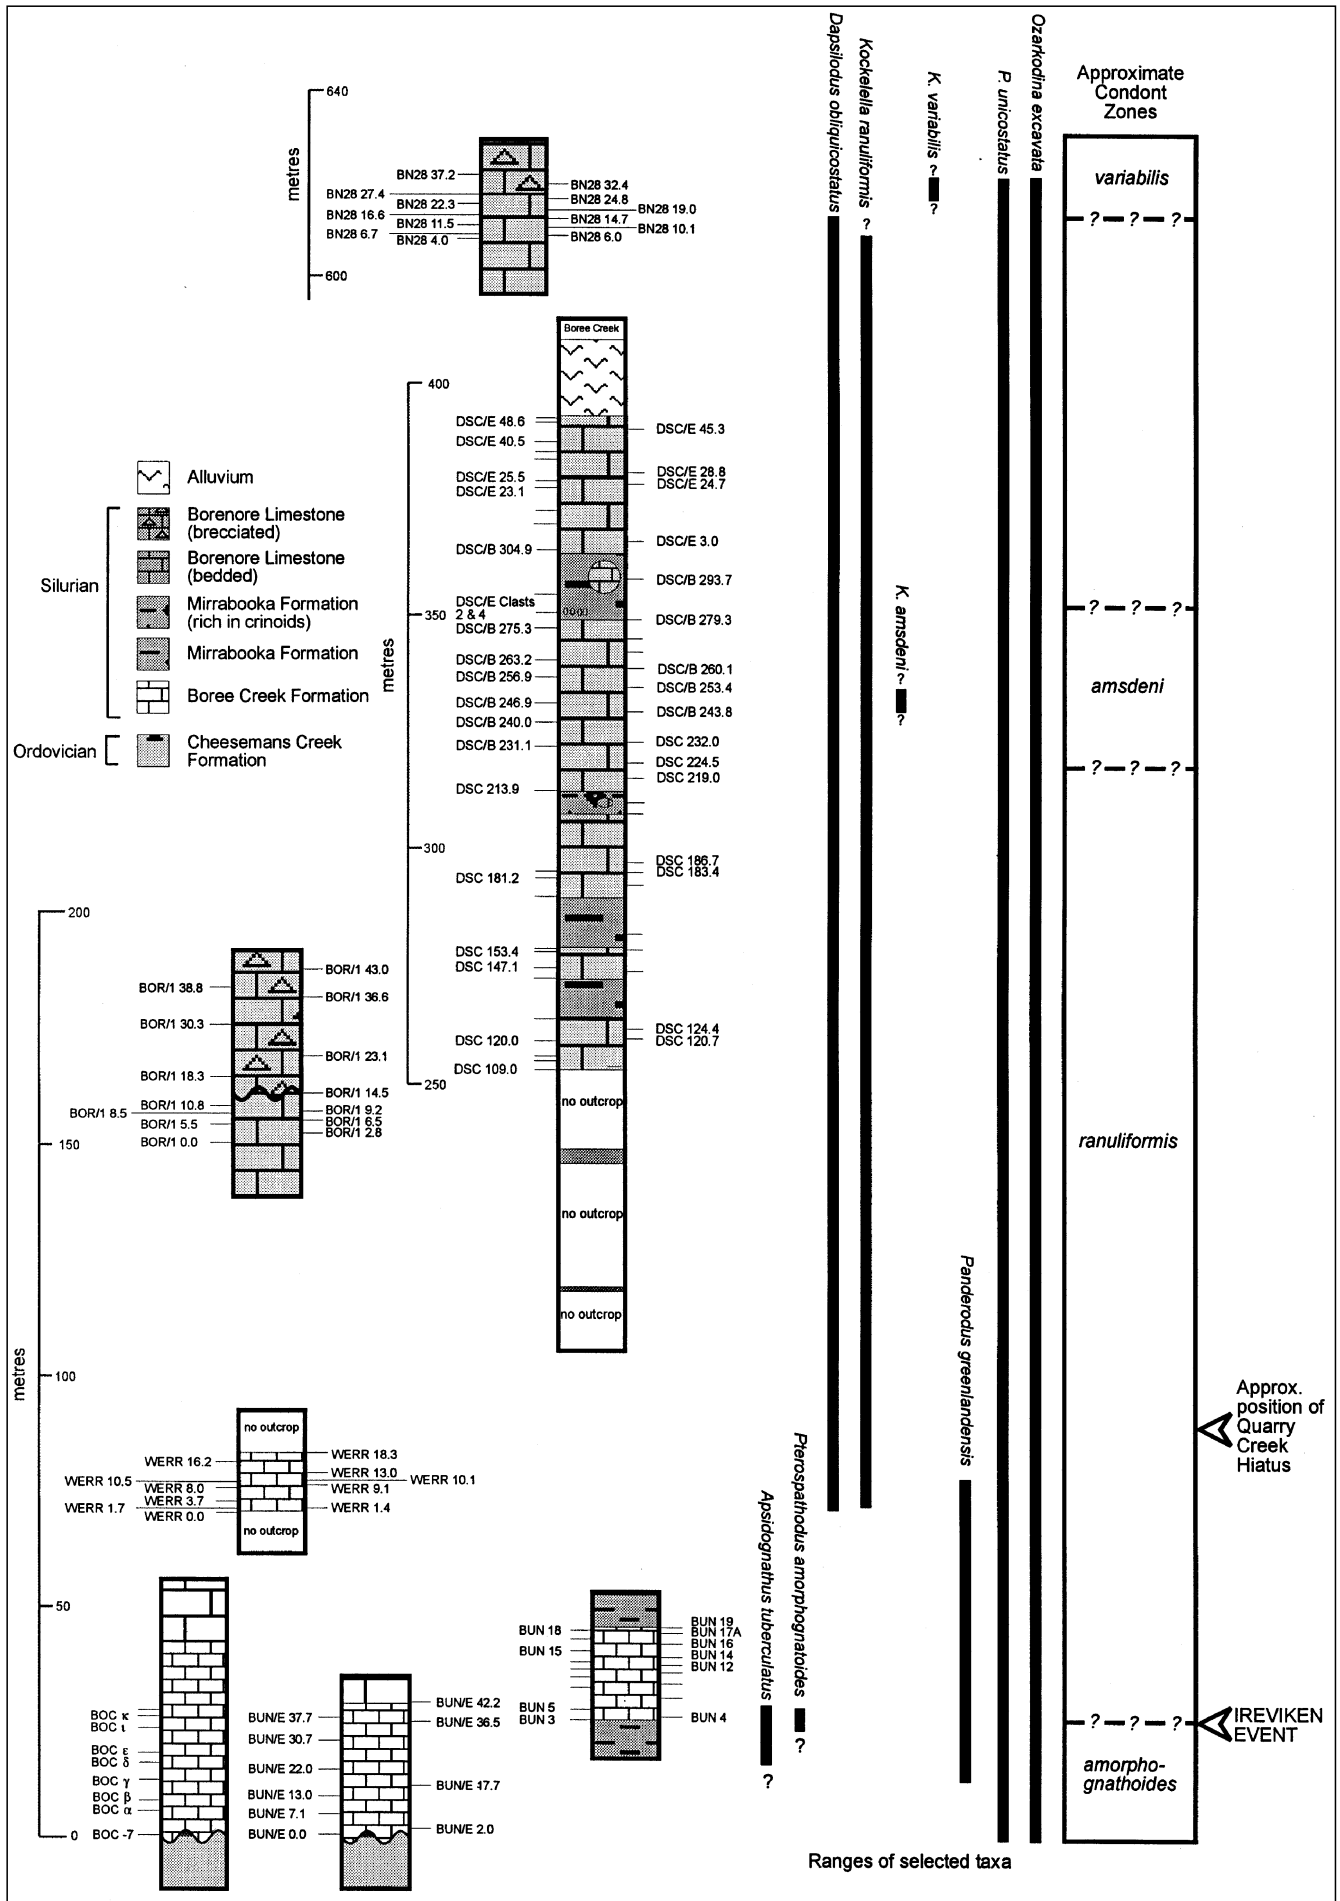 640
metres
600
BN28 37.2
BN28 27.4
BN28 22.3
BN28 16.6
BN28 11.5
BN28 6.7
BN28 4.0
BN28 32.4
BN28 24.8
BN28 19.0
BN28 14.7
BN28 10.1
BN28 6.0
Dapsilodus obliquicostatus
Kockelella ranuliformis ?
K. variabilis ?
?
P. unicostatus
Ozarkodina excavata
Approximate
Condont
Zones
variabilis
? ? ?
Boree Creek
400
350
metres
300
250
DSC/E 48.6
DSC/E 40.5
DSC/E 25.5
DSC/E 23.1
DSC/B 304.9
DSC/E Clasts
2 & 4
DSC/B 275.3
DSC/B 263.2
DSC/B 256.9
DSC/B 246.9
DSC/B 240.0
DSC/B 231.1
DSC 213.9
DSC 181.2
DSC 153.4
DSC 147.1
DSC 120.0
DSC 109.0
DSC/E 45.3
DSC/E 28.8
DSC/E 24.7
DSC/E 3.0
DSC/B 293.7
DSC/B 279.3
DSC/B 260.1
DSC/B 253.4
DSC/B 243.8
DSC 232.0
DSC 224.5
DSC 219.0
DSC 186.7
DSC 183.4
DSC 124.4
DSC 120.7
no outcrop
no outcrop
no outcrop
Alluvium
Silurian
Borenore Limestone
(brecciated)
Borenore Limestone
(bedded)
Mirrabooka Formation
(rich in crinoids)
Mirrabooka Formation
Boree Creek Formation
Ordovician
Cheesemans Creek
Formation
K. amsdeni ?
?
? ? ?
amsdeni
? ? ?
ranuliformis
200
150
metres
100
50
0
BOR/1 38.8
BOR/1 30.3
BOR/1 18.3
BOR/1 10.8
BOR/1 8.5
BOR/1 5.5
BOR/1 0.0
BOR/1 43.0
BOR/1 36.6
BOR/1 23.1
BOR/1 14.5
BOR/1 9.2
BOR/1 6.5
BOR/1 2.8
no outcrop
WERR 16.2
WERR 10.5
WERR 8.0
WERR 3.7
WERR 1.7
WERR 0.0
WERR 18.3
WERR 13.0
WERR 10.1
WERR 9.1
WERR 1.4
no outcrop
Panderodus greenlandensis
Pterospathodus amorphognatoides
?
Apsidognathus tuberculatus
?
Approx.
position of
Quarry
Creek
Hiatus
BOC κ
BOC ι
BOC ε
BOC δ
BOC γ
BOC β
BOC α
BOC -7
BUN/E 37.7
BUN/E 30.7
BUN/E 22.0
BUN/E 13.0
BUN/E 7.1
BUN/E 0.0
BUN/E 42.2
BUN/E 36.5
BUN/E 17.7
BUN/E 2.0
BUN 18
BUN 15
BUN 5
BUN 3
BUN 19
BUN 17A
BUN 16
BUN 14
BUN 12
BUN 4
? ? ?
IREVIKEN
EVENT
amorpho-
gnathoides
Ranges of selected taxa